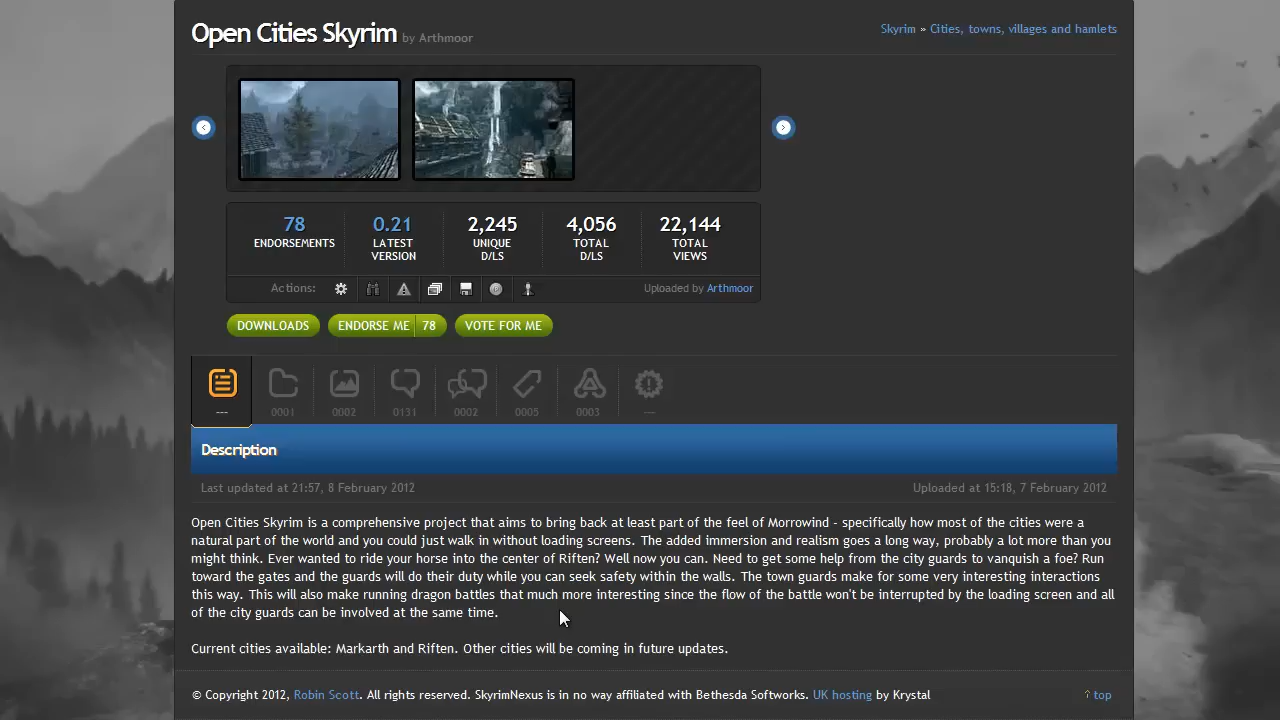 Open Cities Skyrim by Arthmoor
Skyrim » Cities, towns, villages and hamlets
78 0.21 2,245 4,056 22,144
ENDORSEMENTS LATEST VERSION UNIQUE D/LS TOTAL D/LS TOTAL VIEWS
Actions: Uploaded by Arthmoor
DOWNLOADS ENDORSE ME 78 VOTE FOR ME
--- 0001 0002 0131 0002 0005 0003 ---
Description
Last updated at 21:57, 8 February 2012 Uploaded at 15:18, 7 February 2012
Open Cities Skyrim is a comprehensive project that aims to bring back at least part of the feel of Morrowind - specifically how most of the cities were a
natural part of the world and you could just walk in without loading screens. The added immersion and realism goes a long way, probably a lot more than you
might think. Ever wanted to ride your horse into the center of Riften? Well now you can. Need to get some help from the city guards to vanquish a foe? Run
toward the gates and the guards will do their duty while you can seek safety within the walls. The town guards make for some very interesting interactions
this way. This will also make running dragon battles that much more interesting since the flow of the battle won't be interrupted by the loading screen and all
of the city guards can be involved at the same time.
Current cities available: Markarth and Riften. Other cities will be coming in future updates.
© Copyright 2012, Robin Scott. All rights reserved. SkyrimNexus is in no way affiliated with Bethesda Softworks. UK hosting by Krystal ↑ top